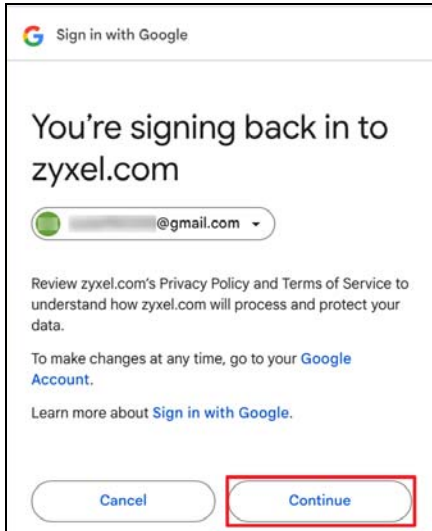 Sign in with Google
You're signing back in to
zyxel.com
@gmail.com
Review zyxel.com's Privacy Policy and Terms of Service to
understand how zyxel.com will process and protect your
data.
To make changes at any time, go to your Google
Account.
Learn more about Sign in with Google.
Cancel
Continue